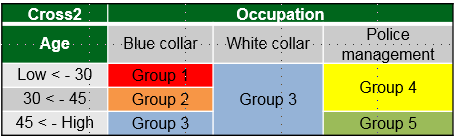 Cross2 Occupation
Age Blue collar White collar Police management
Low < - 30 Group 1 Group 3 Group 4
30 < - 45 Group 2
45 < - High Group 3 Group 5